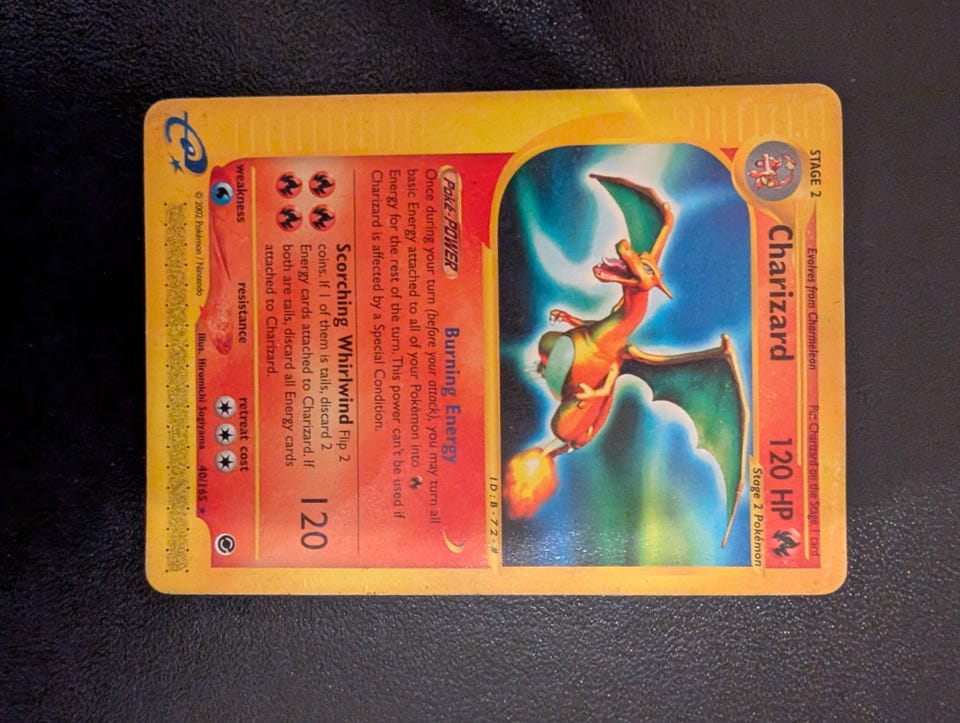 STAGE 2
Evolves from Charmeleon
Put Charizard on the Stage 1 card
Charizard
120 HP
Stage 2 Pokémon
ID:B-72-#
Poké-POWER
Burning Energy
Once during your turn (before your attack), you may turn all
basic Energy attached to all of your Pokémon into
Energy for the rest of the turn. This power can't be used if
Charizard is affected by a Special Condition.
Scorching Whirlwind Flip 2
coins. If 1 of them is tails, discard 2
Energy cards attached to Charizard. If
both are tails, discard all Energy cards
attached to Charizard.
120
weakness
resistance
retreat cost
© 2002 Pokémon / Nintendo
Illus. Hiromichi Sugiyama
40/165
e